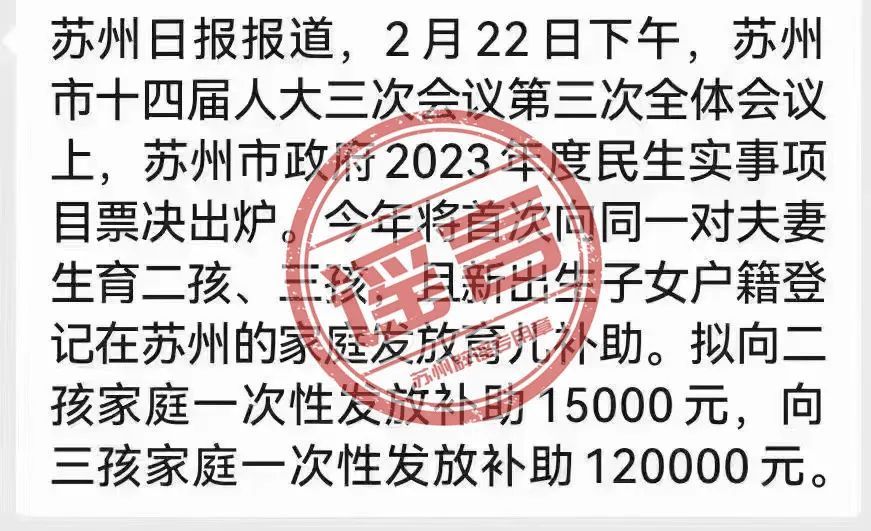 苏州日报报道，2月22日下午，苏州
市十四届人大三次会议第三次全体会议
上，苏州市政府2023年度民生实事项
目票决出炉。今年将首次向同一对夫妻
生育二孩、三孩，且新出生子女户籍登
记在苏州的家庭发放育儿补助。拟向二
孩家庭一次性发放补助15000元，向
三孩家庭一次性发放补助120000元。
谣言
苏州辟谣专用章